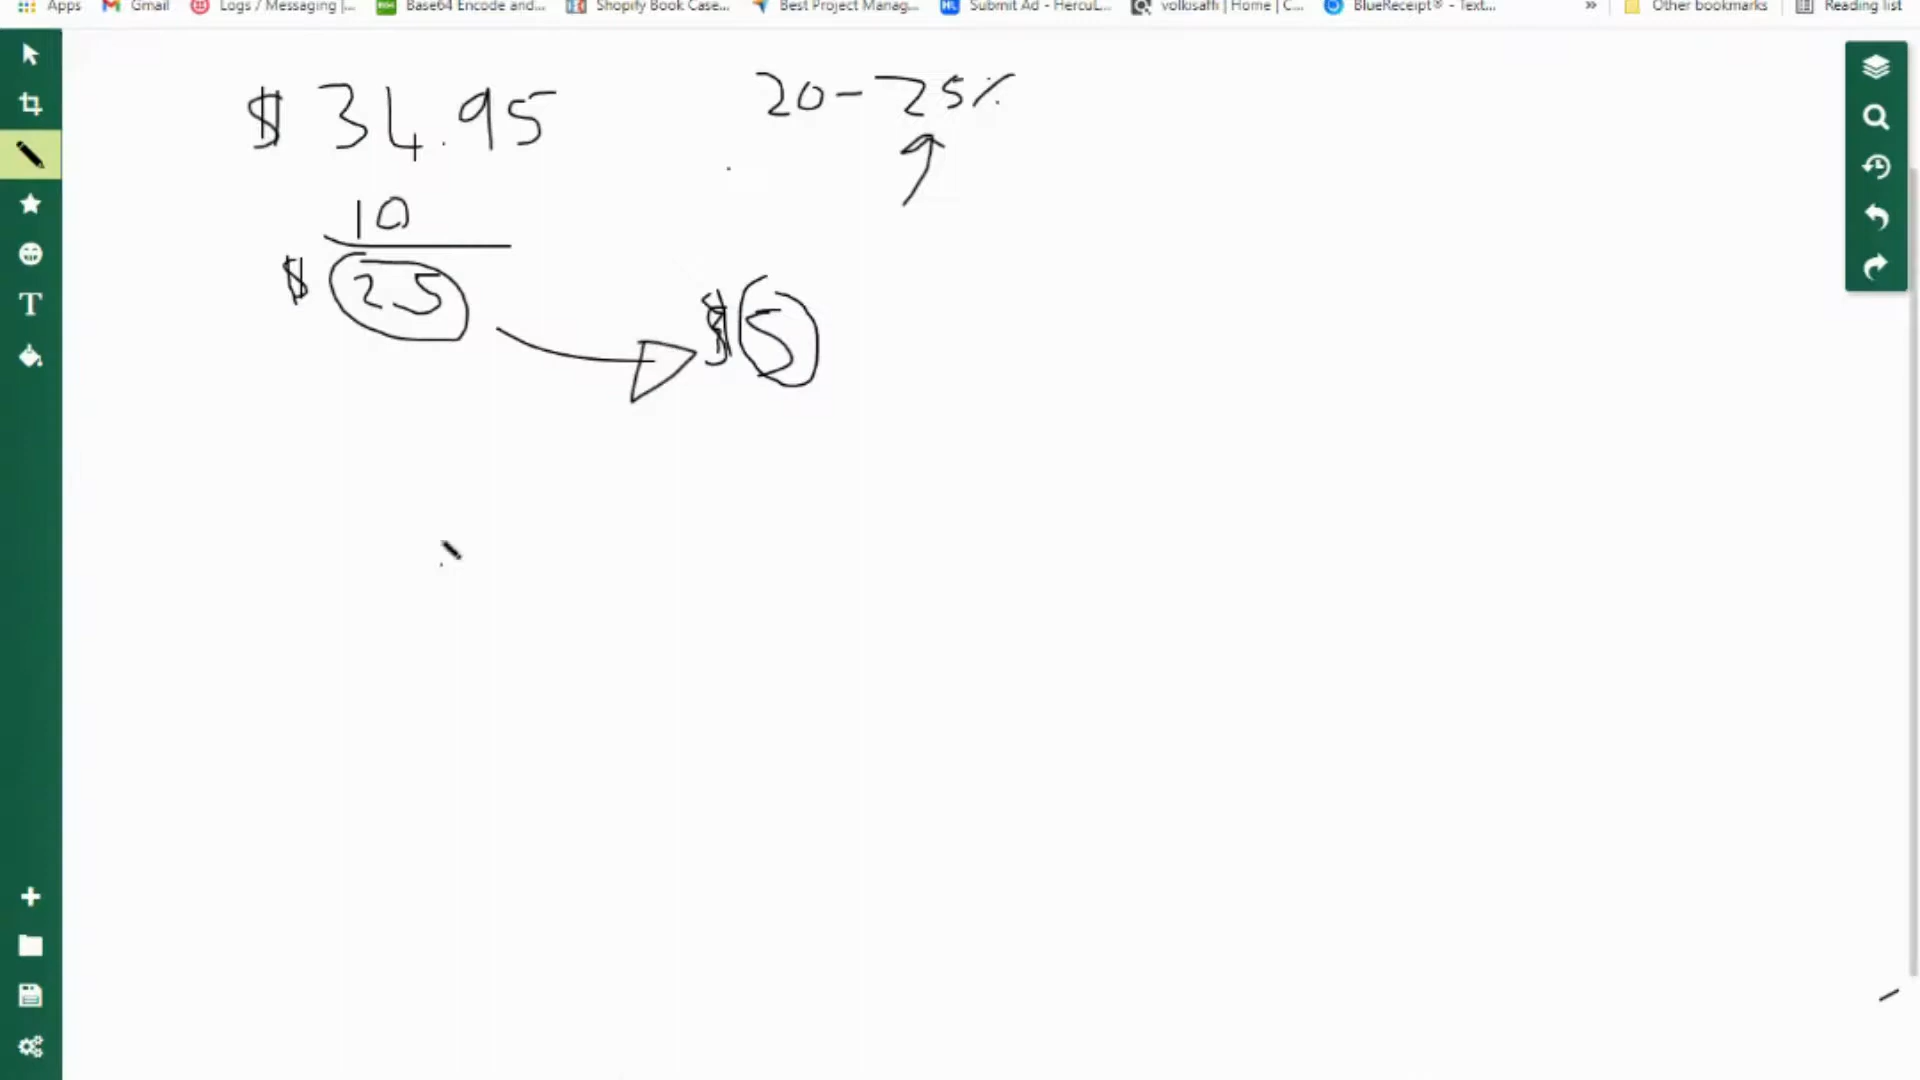 Apps Gmail Logs / Messaging |... Base64 Encode and... Shopify Book Case... Best Project Manag... Submit Ad - HercuL... volkisaffi | Home | C... BlueReceipt® - Text... » Other bookmarks Reading list
$ 34.95
20-25%
10
$ 25
$ 5
T